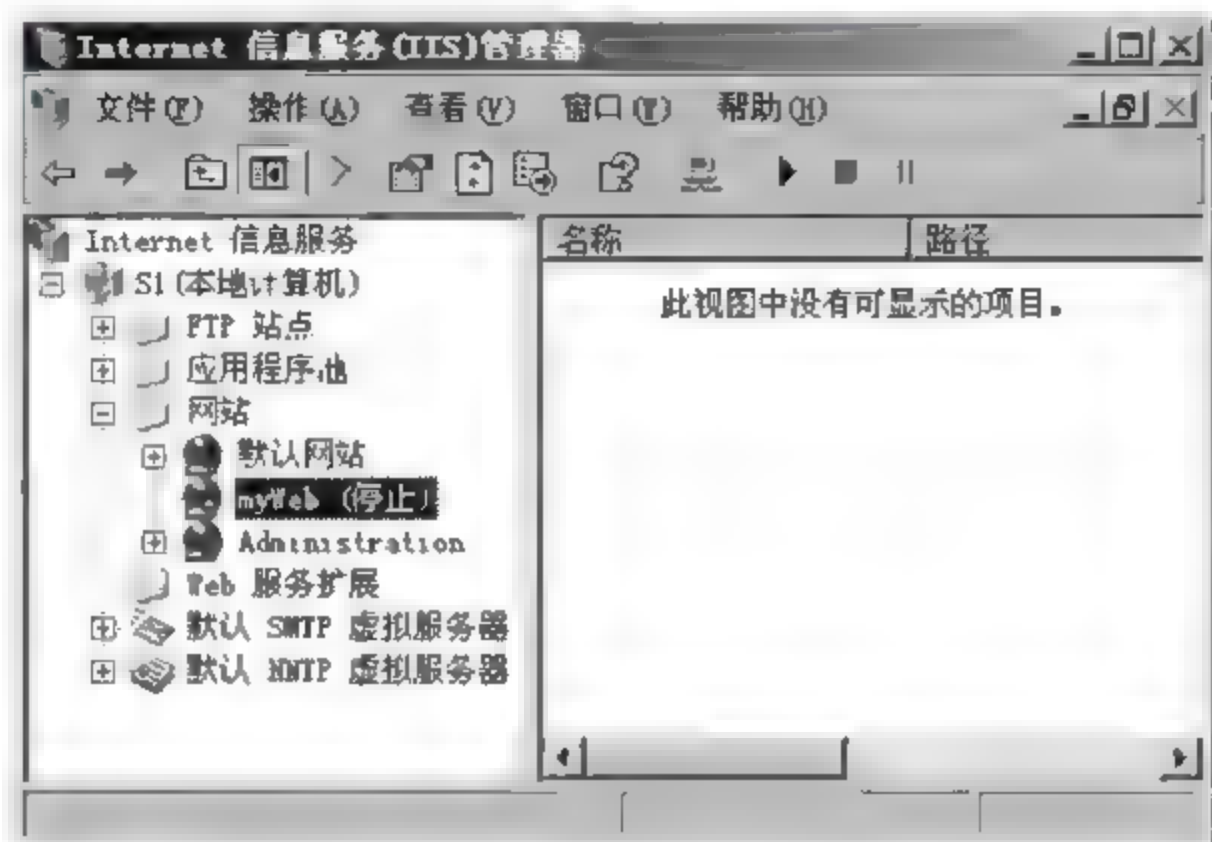 Internet 信息服务(IIS)管理器
文件(F) 操作(A) 查看(V) 窗口(W) 帮助(H)
Internet 信息服务
S1(本地计算机)
FTP 站点
应用程序池
网站
默认网站
myWeb (停止)
Administration
Web 服务扩展
默认 SMTP 虚拟服务器
默认 NNTP 虚拟服务器
名称 路径
此视图中没有可显示的项目。